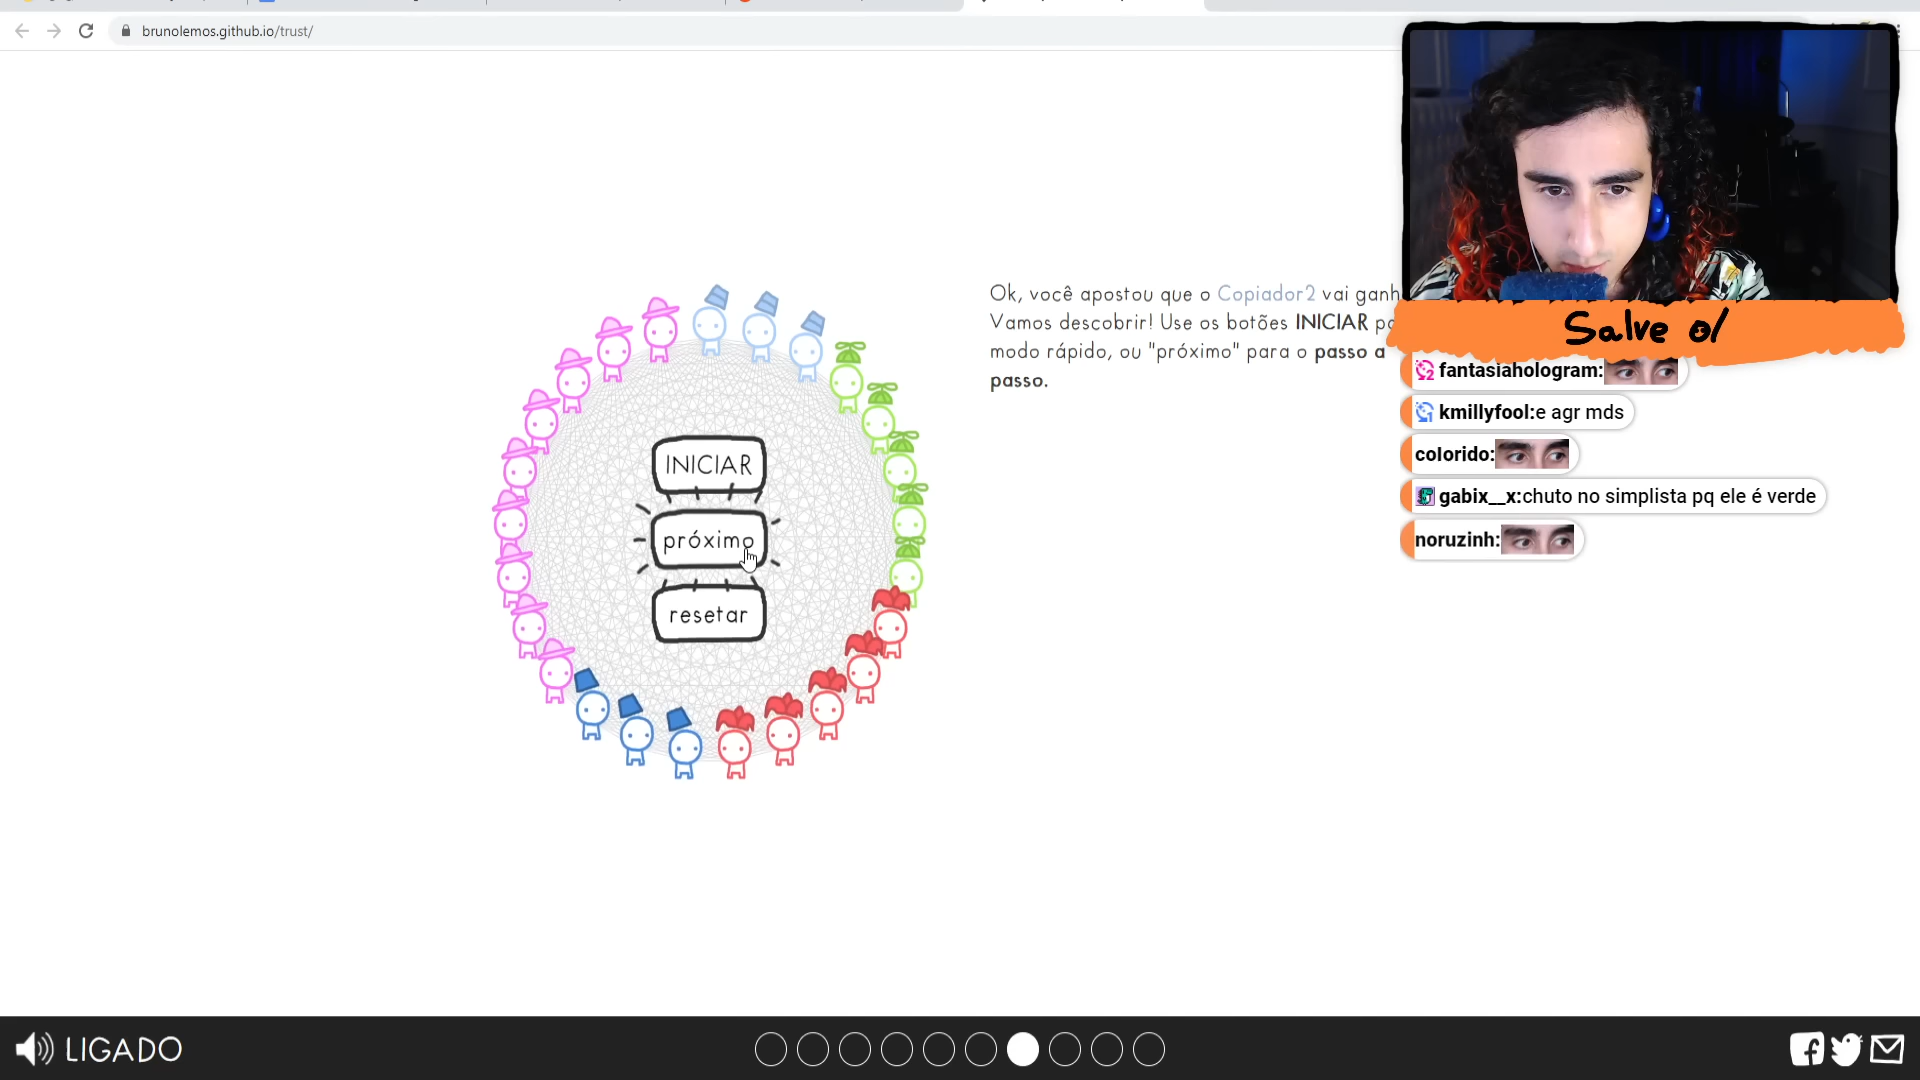 brunolemos.github.io/trust/
Ok, você apostou que o Copiador2 vai ganh
Vamos descobrir! Use os botões INICIAR
modo rápido, ou "próximo" para o passo a
passo.
INICIAR
próximo
resetar
Salve o/
fantasiahologram:
kmillyfool:e agr mds
colorido:
gabix__x:chuto no simplista pq ele é verde
noruzinh:
LIGADO